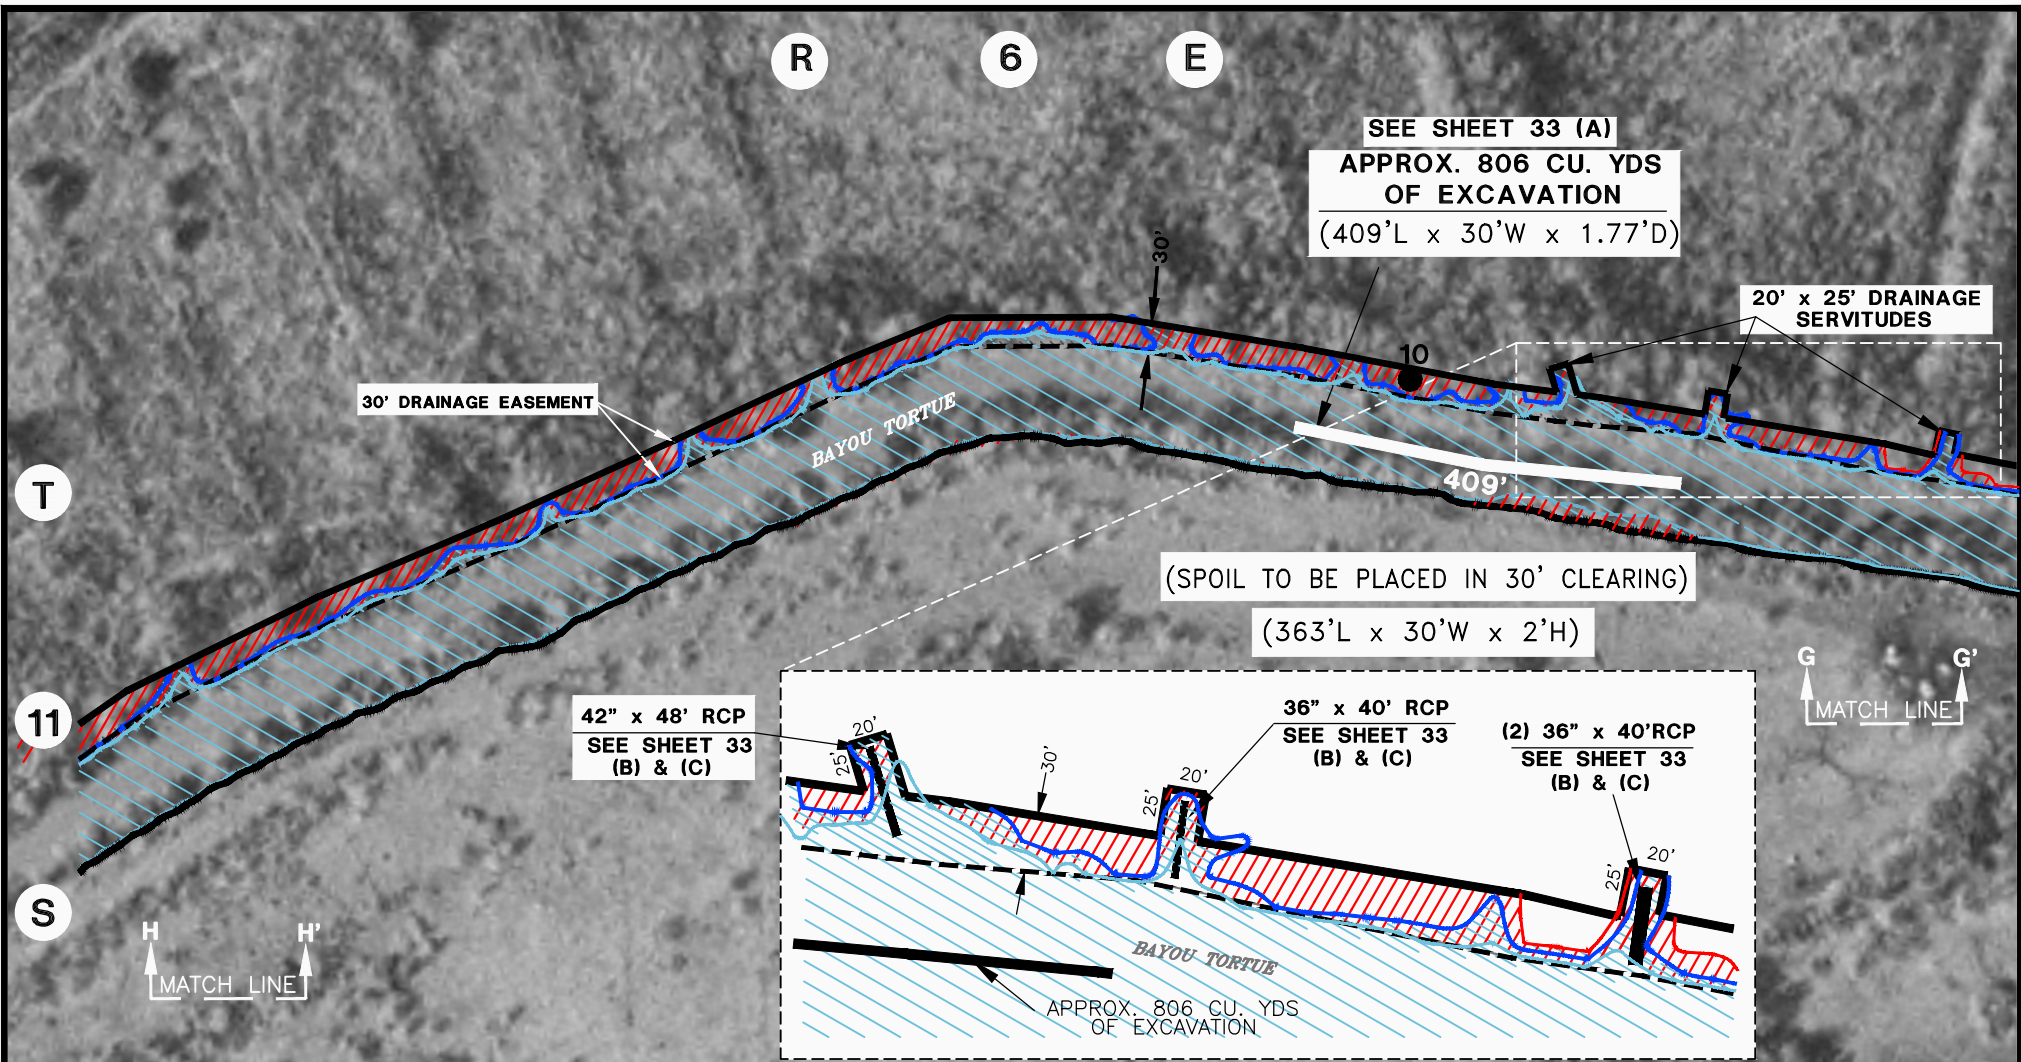 R 6 E
SEE SHEET 33 (A)
APPROX. 806 CU. YDS
OF EXCAVATION
(409'L x 30'W x 1.77'D)
30'
20' x 25' DRAINAGE
SERVITUDES
10
30' DRAINAGE EASEMENT
BAYOU TORTUE
409'
T
(SPOIL TO BE PLACED IN 30' CLEARING)
(363'L x 30'W x 2'H)
G G'
MATCH LINE
11
42" x 48' RCP
SEE SHEET 33
(B) & (C)
20'
25'
30'
36" x 40' RCP
SEE SHEET 33
(B) & (C)
20'
25'
(2) 36" x 40'RCP
SEE SHEET 33
(B) & (C)
20'
25'
S
H H'
MATCH LINE
BAYOU TORTUE
APPROX. 806 CU. YDS
OF EXCAVATION